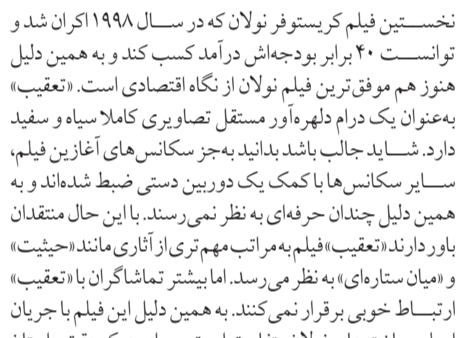 نخستین فیلم کریستوفر نولان که در سال ۱۹۹۸ اکران شد و
توانست ۴۰ برابر بودجه‌اش درآمد کسب کند و به همین دلیل
هنوز هم موفق‌ترین فیلم نولان از نگاه اقتصادی است. «تعقیب»
به‌عنوان یک درام دلهره‌آور مستقل تصاویری کاملا سیاه و سفید
دارد. شاید جالب باشد بدانید به‌جز سکانس‌های آغازین فیلم،
سایر سکانس‌ها با کمک یک دوربین دستی ضبط شده‌اند و به
همین دلیل چندان حرفه‌ای به نظر نمی‌رسند. با این حال منتقدان
باور دارند «تعقیب» فیلم به مراتب مهم‌تری از آثاری مانند «حیثیت»
و «میان ستاره‌ای» به نظر می‌رسد. اما بیشتر تماشاگران با «تعقیب»
ارتباط خوبی برقرار نمی‌کنند. به همین دلیل این فیلم با جریان